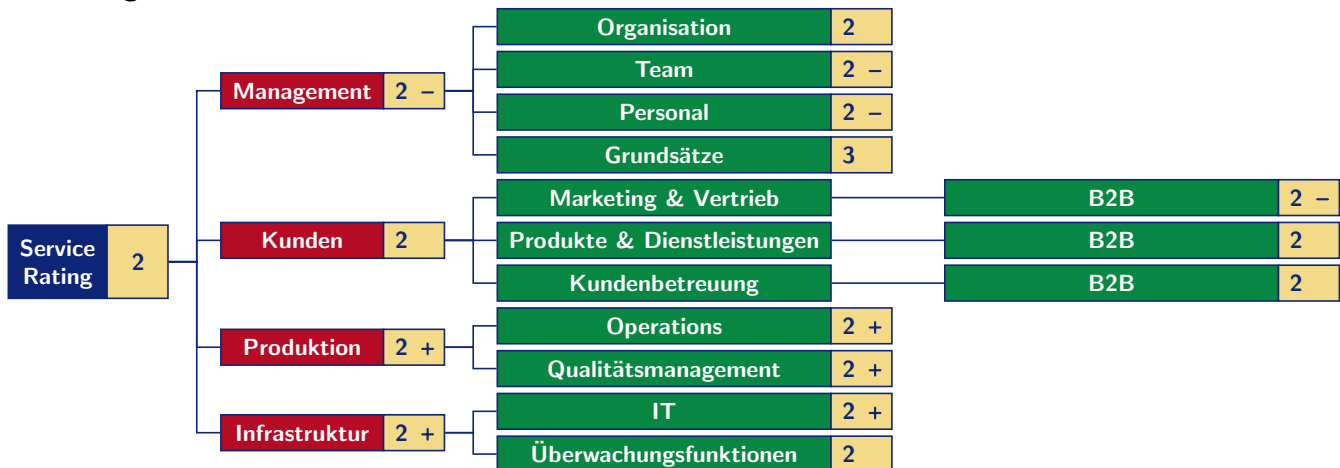 Organisation 2
Team 2 –
Management 2 –
Personal 2 –
Grundsätze 3
Marketing & Vertrieb B2B 2 –
Service
Rating
2
Kunden 2
Produkte & Dienstleistungen B2B 2
Kundenbetreuung B2B 2
Operations 2 +
Produktion 2 +
Qualitätsmanagement 2 +
IT 2 +
Infrastruktur 2 +
Überwachungsfunktionen 2